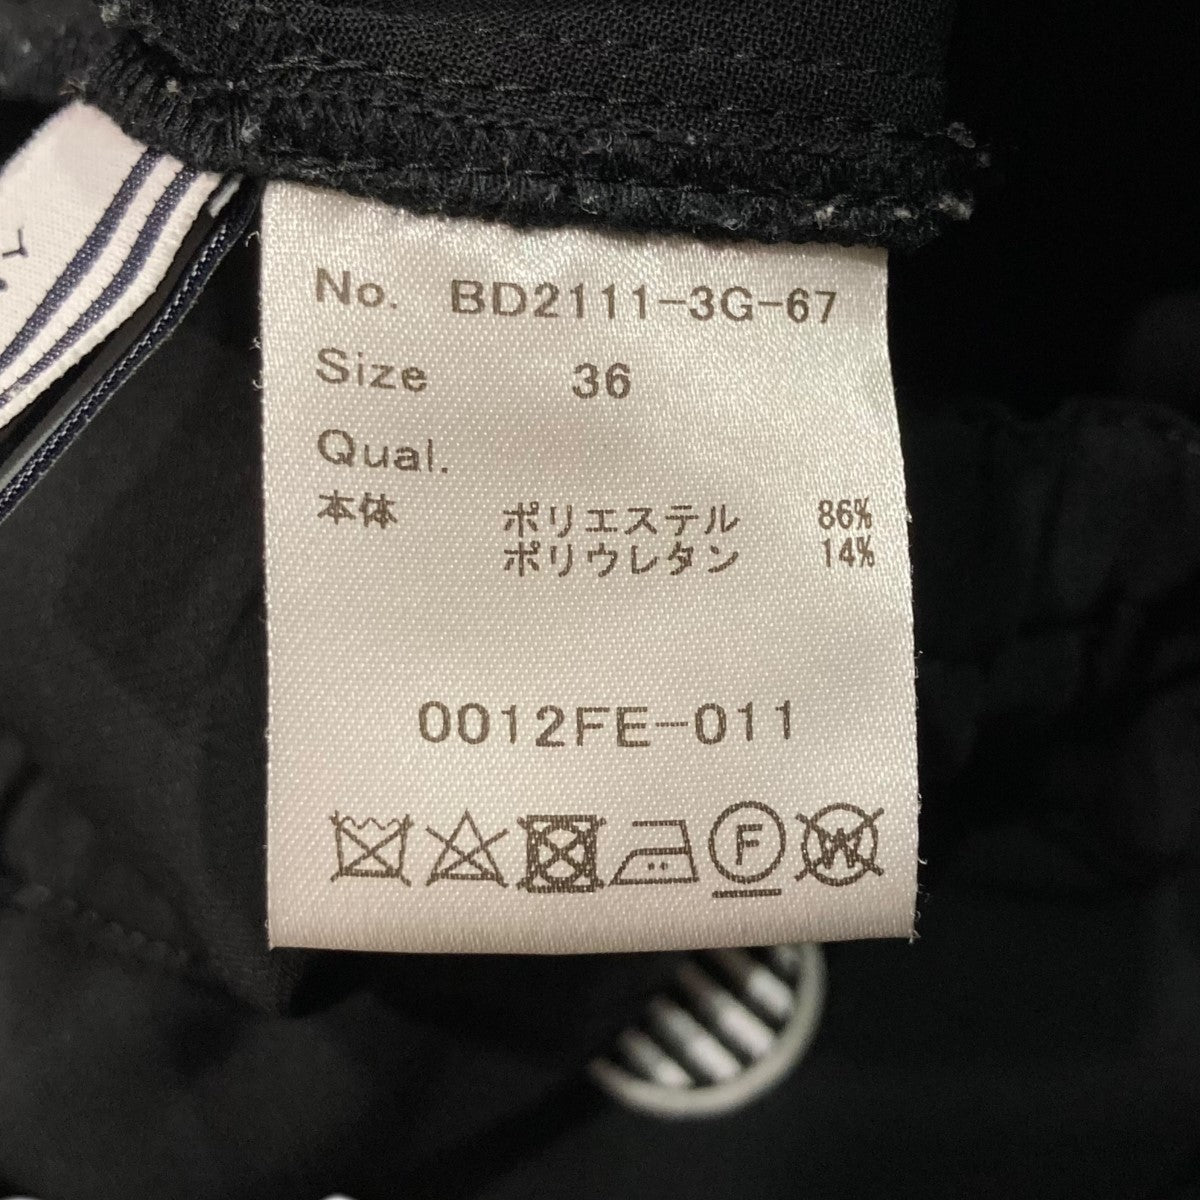 No. BD2111-3G-67
Size 36
Qual.
本体 ポリエステル 86%
ポリウレタン 14%
0012FE-011
F
W